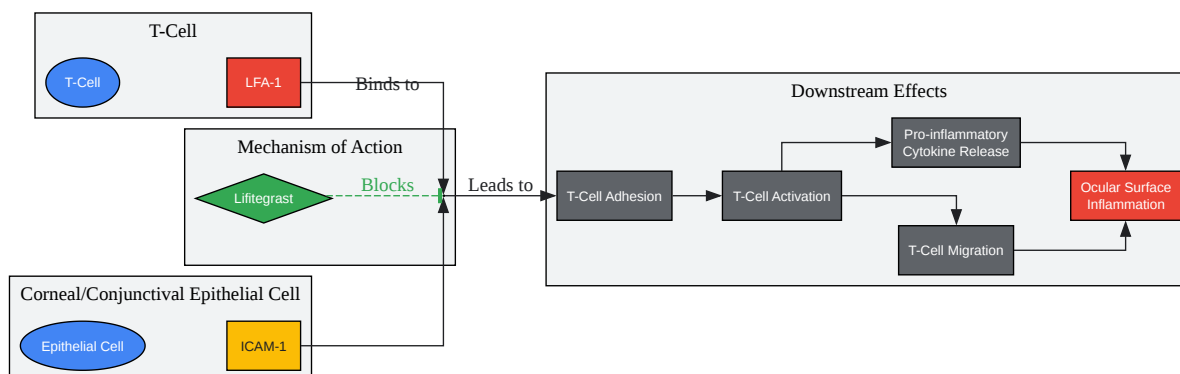 T-Cell
T-Cell
LFA-1
Binds to
Mechanism of Action
Lifitegrast
Blocks
Leads to
Corneal/Conjunctival Epithelial Cell
Epithelial Cell
ICAM-1
Downstream Effects
T-Cell Adhesion
T-Cell Activation
Pro-inflammatory
Cytokine Release
T-Cell Migration
Ocular Surface
Inflammation